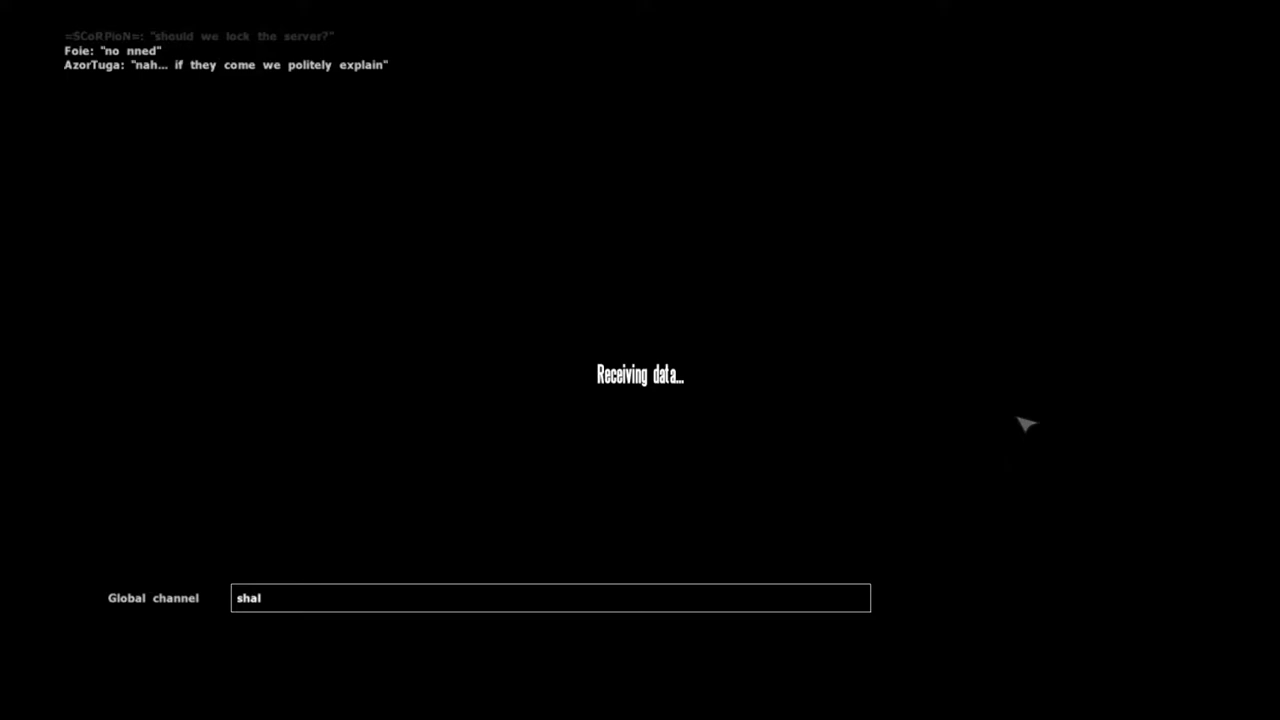 =SCoRPioN=: "should we lock the server?"
Foie: "no nned"
AzorTuga: "nah... if they come we politely explain"
Receiving data...
Global channel shal